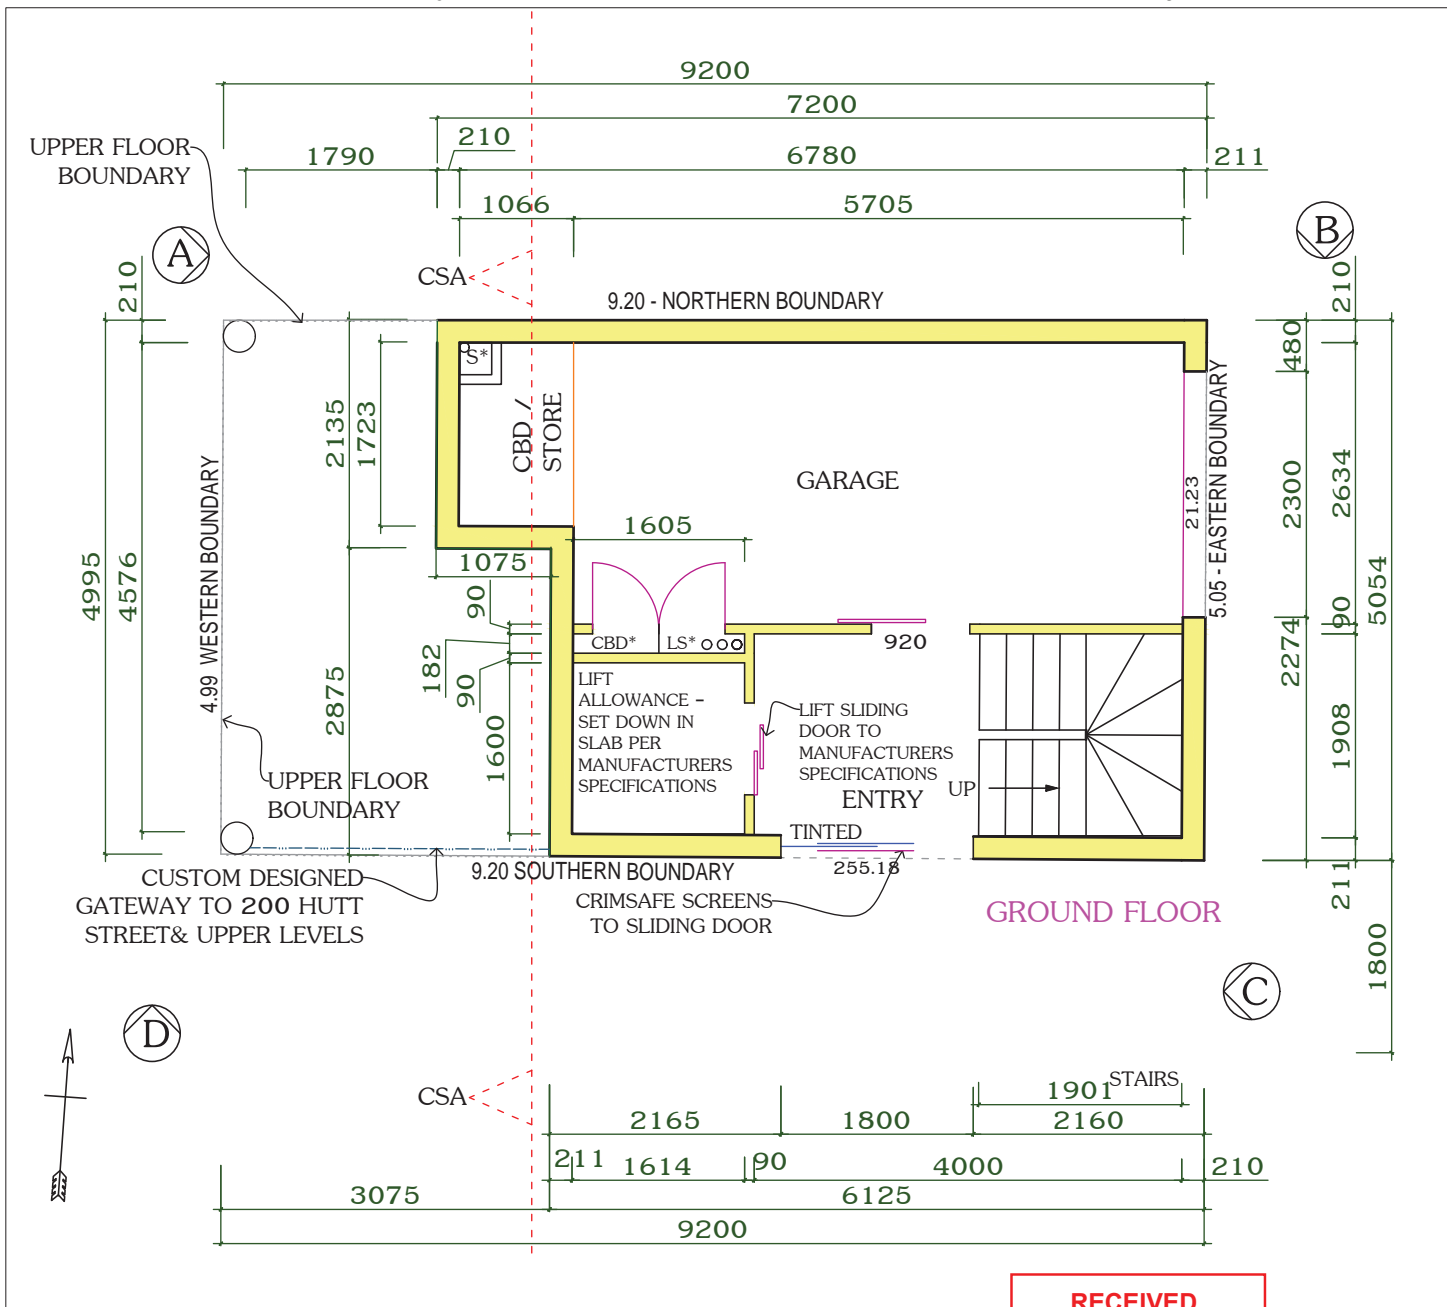 9200
7200
210
1790
6780
211
1066
5705
UPPER FLOOR
BOUNDARY
A
B
CSA
9.20 - NORTHERN BOUNDARY
210
4995
4576
2135
1723
2875
4.99 WESTERN BOUNDARY
S*
CBD /
STORE
GARAGE
1605
1075
90
182
90
1600
CBD*
LS*
920
21.23
5.05 - EASTERN BOUNDARY
210
480
2300
2634
90
5054
2274
1908
211
1800
LIFT
ALLOWANCE -
SET DOWN IN
SLAB PER
MANUFACTURERS
SPECIFICATIONS
LIFT SLIDING
DOOR TO
MANUFACTURERS
SPECIFICATIONS
ENTRY
UP
UPPER FLOOR
BOUNDARY
TINTED
255.18
9.20 SOUTHERN BOUNDARY
CUSTOM DESIGNED
GATEWAY TO 200 HUTT
STREET& UPPER LEVELS
CRIMSAFE SCREENS
TO SLIDING DOOR
GROUND FLOOR
C
D
CSA
STAIRS
1901
2165
1800
2160
211
1614
90
4000
210
3075
6125
9200
RECEIVED